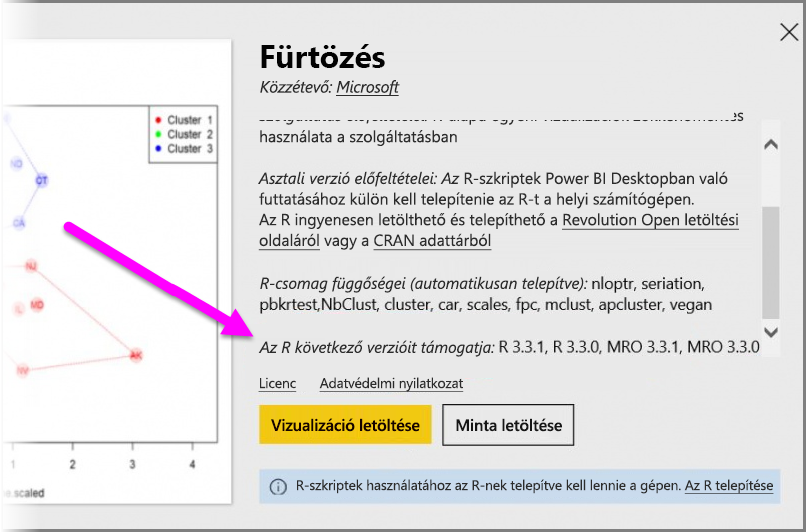 Fürtözés
Közzétevő: Microsoft
használata a szolgáltatásban
Asztali verzió előfeltételei: Az R-szkriptek Power BI Desktopban való
futtatásához külön kell telepítenie az R-t a helyi számítógépen.
Az R ingyenesen letölthető és telepíthető a Revolution Open letöltési
oldaláról vagy a CRAN adattárból
R-csomag függőségei (automatikusan telepítve): nloptr, seriation,
pbkrtest,NbClust, cluster, car, scales, fpc, mclust, apcluster, vegan
Az R következő verzióit támogatja: R 3.3.1, R 3.3.0, MRO 3.3.1, MRO 3.3.0
Licenc Adatvédelmi nyilatkozat
Vizualizáció letöltése Minta letöltése
R-szkriptek használatához az R-nek telepítve kell lennie a gépen. Az R telepítése
Cluster 1
Cluster 2
Cluster 3
ND
CT
CA
NJ
MD
AK
NV
1 2 3 4
e.scaled